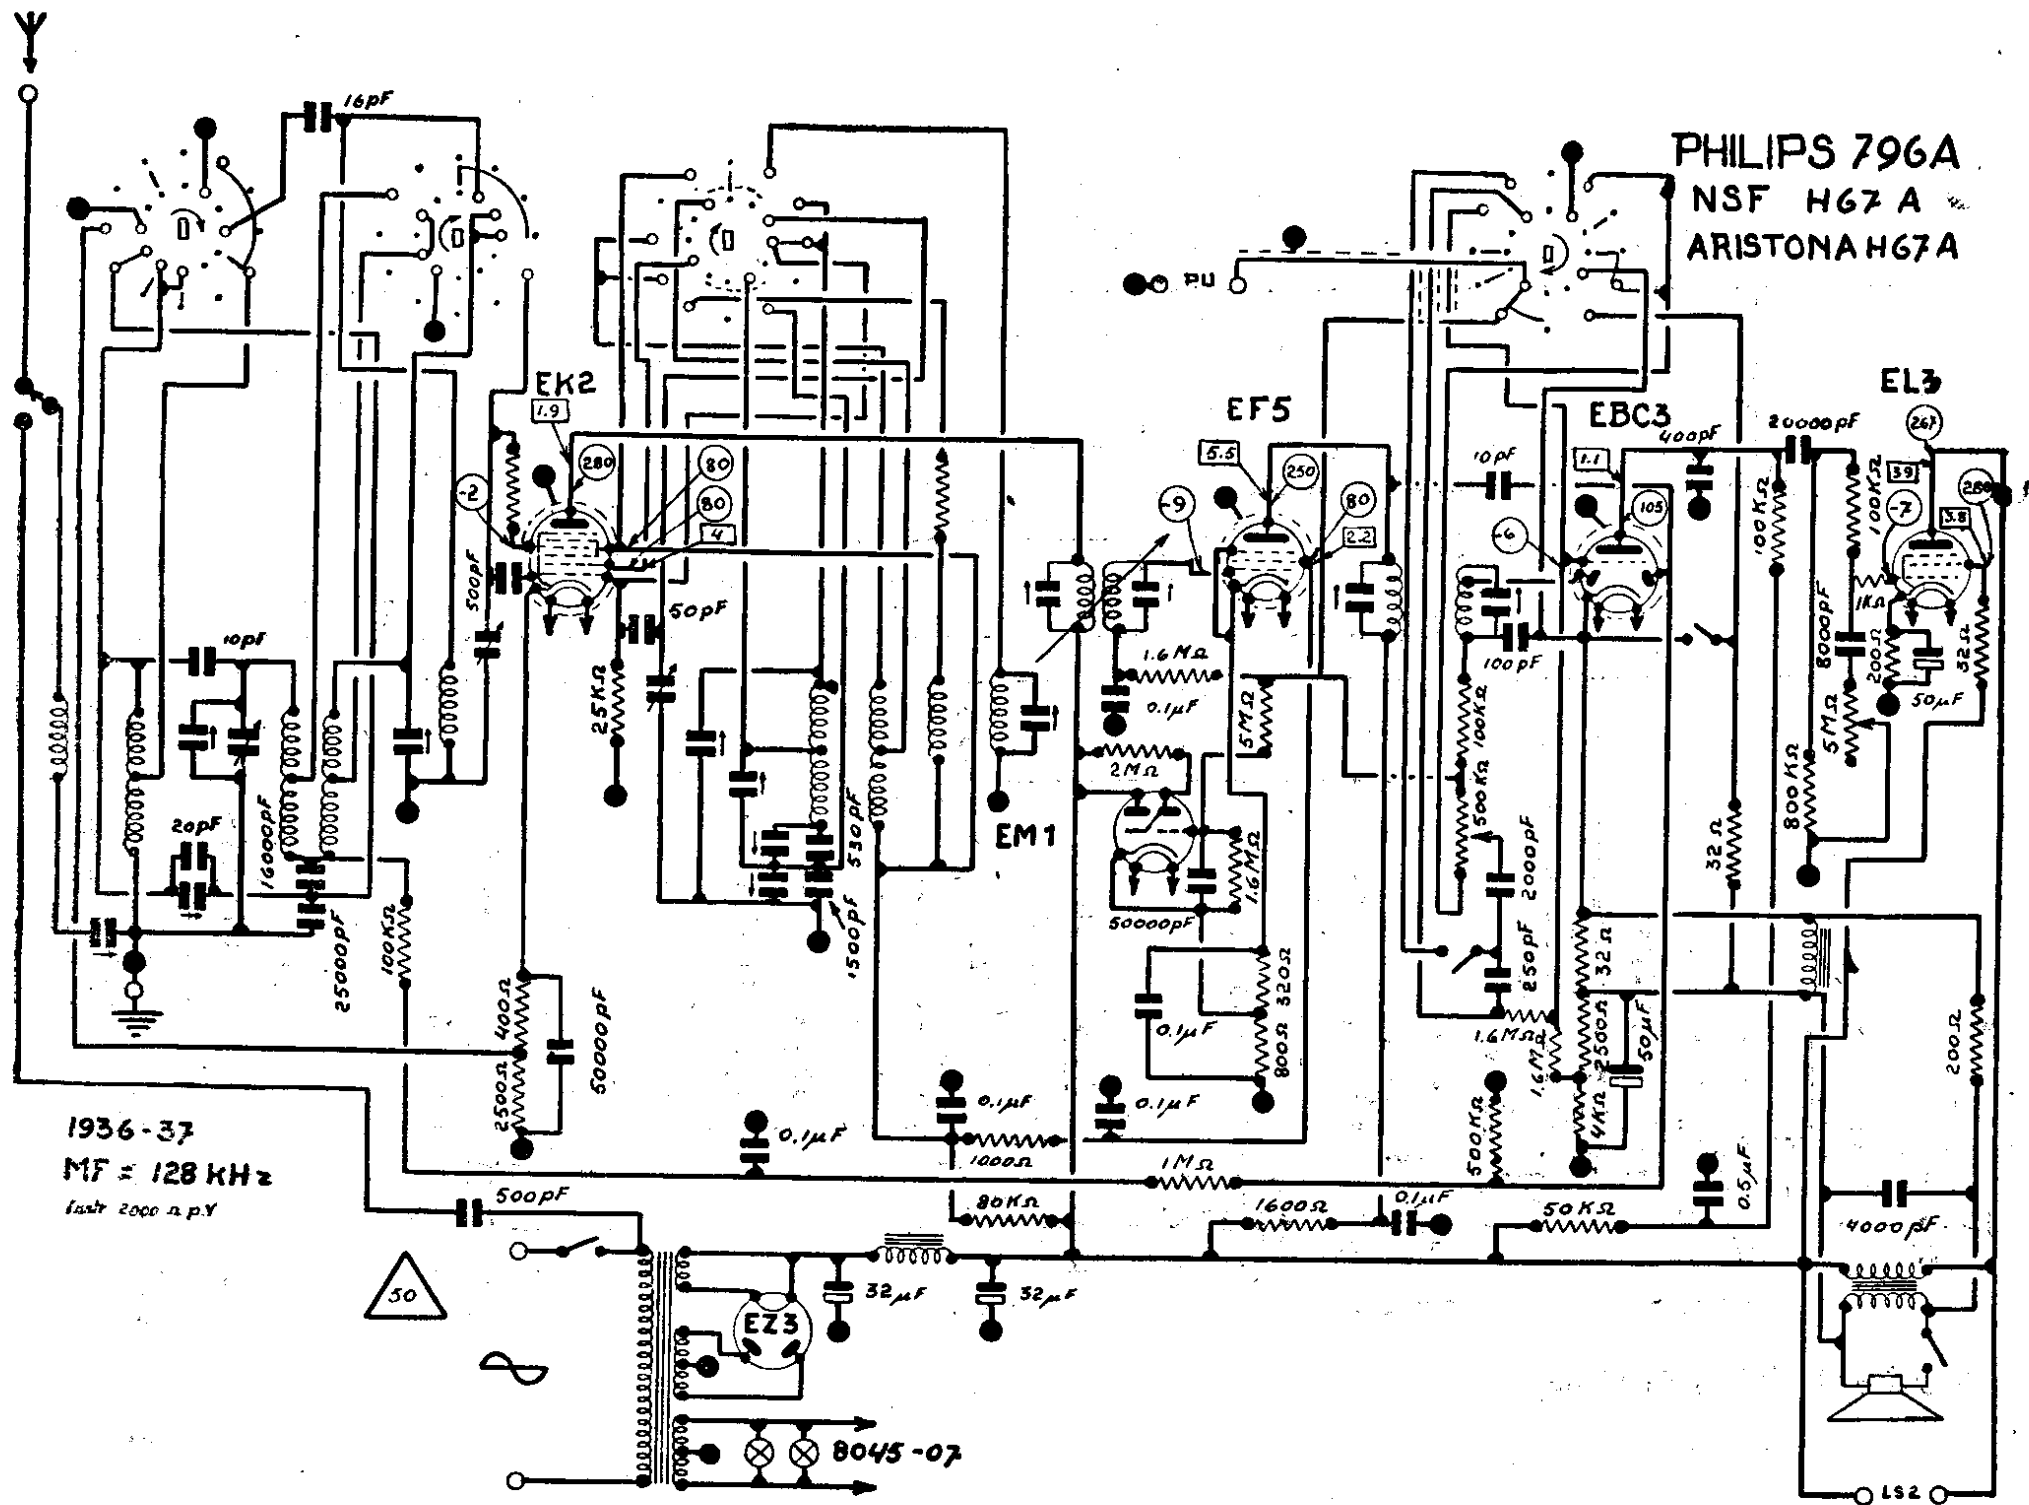 16pF
PHILIPS 796A
NSF H67 A
ARISTONA H67A
PU
EK2
1.9
280
80
80
4
-2
500pF
50pF
25KΩ
10pF
20pF
16000pF
25000pF
100KΩ
400Ω
2500Ω
50000pF
530pF
1500pF
EF5
5.5
250
80
2.2
-9
1.6MΩ
0.1µF
5MΩ
2MΩ
EM1
1.6MΩ
50000pF
0.1µF
320Ω
800Ω
EBC3
1.1
105
-6
10pF
400pF
100pF
100KΩ
500KΩ
2000pF
250pF
1.6MΩ
1.6MΩ
32Ω
2500Ω
50µF
4KΩ
500KΩ
20000pF
100KΩ
100KΩ
EL3
267
39
-7
3.8
1KΩ
200Ω
50µF
32Ω
8000pF
5MΩ
800KΩ
32Ω
200Ω
1936-37
MF = 128 KHz
2000 Ω p.V
500pF
0.1µF
0.1µF
1000Ω
0.1µF
80KΩ
1MΩ
1600Ω
0.1µF
50KΩ
0.5µF
4000pF
50
EZ3
32µF
32µF
8045-07
LS2